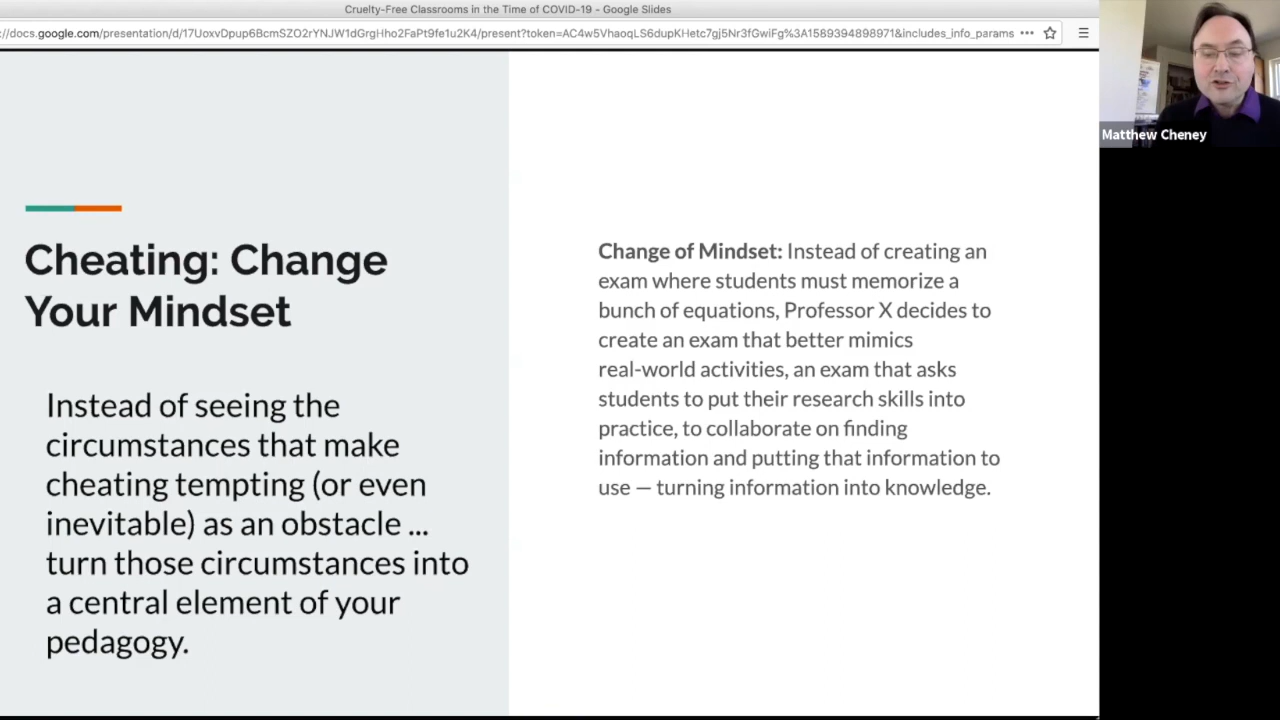 Cruelty-Free Classrooms in the Time of COVID-19 - Google Slides
://docs.google.com/presentation/d/17UoxvDpup6BcmSZO2rYNJW1dGrgHho2FaPt9fe1u2K4/present?token=AC4w5VhaoqLS6dupKHetc7gj5Nr3fGwiFg%3A1589394898971&includes_info_params
Matthew Cheney
Cheating: Change
Your Mindset
Instead of seeing the
circumstances that make
cheating tempting (or even
inevitable) as an obstacle ...
turn those circumstances into
a central element of your
pedagogy.
Change of Mindset: Instead of creating an
exam where students must memorize a
bunch of equations, Professor X decides to
create an exam that better mimics
real-world activities, an exam that asks
students to put their research skills into
practice, to collaborate on finding
information and putting that information to
use — turning information into knowledge.